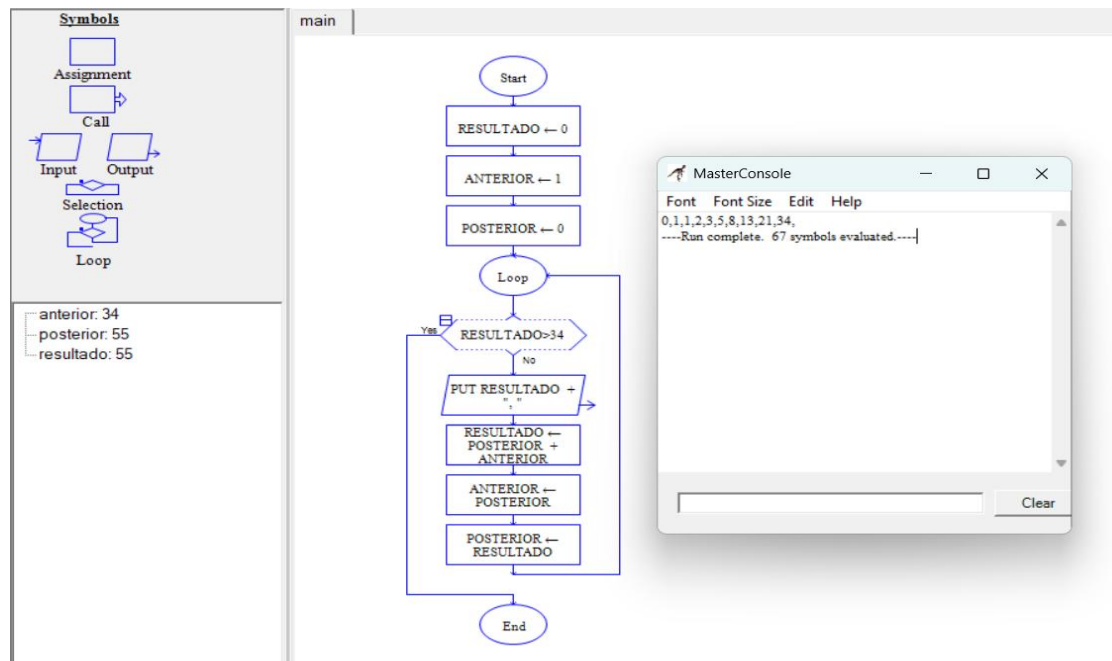 Symbols
Assignment
Call
Input Output
Selection
Loop
anterior: 34
posterior: 55
resultado: 55
main
Start
RESULTADO ← 0
ANTERIOR ← 1
POSTERIOR ← 0
Loop
Yes
RESULTADO>34
No
PUT RESULTADO +
","
RESULTADO ←
POSTERIOR +
ANTERIOR
ANTERIOR ←
POSTERIOR
POSTERIOR ←
RESULTADO
End
MasterConsole
Font Font Size Edit Help
0,1,1,2,3,5,8,13,21,34,
----Run complete. 67 symbols evaluated.----
Clear